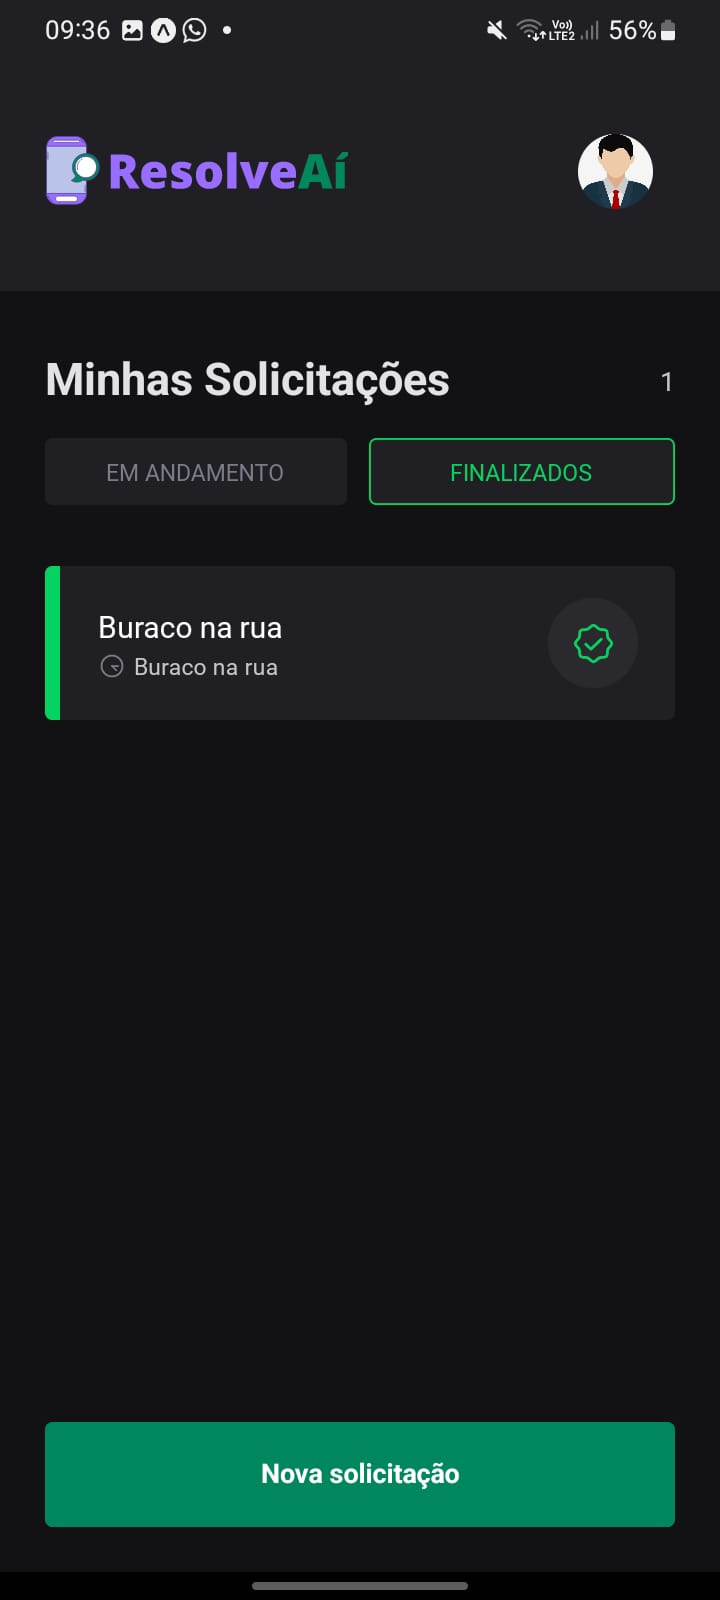 09:36
Vo)) LTE2 56%
ResolveAí
Minhas Solicitações 1
EM ANDAMENTO FINALIZADOS
Buraco na rua
Buraco na rua
Nova solicitação